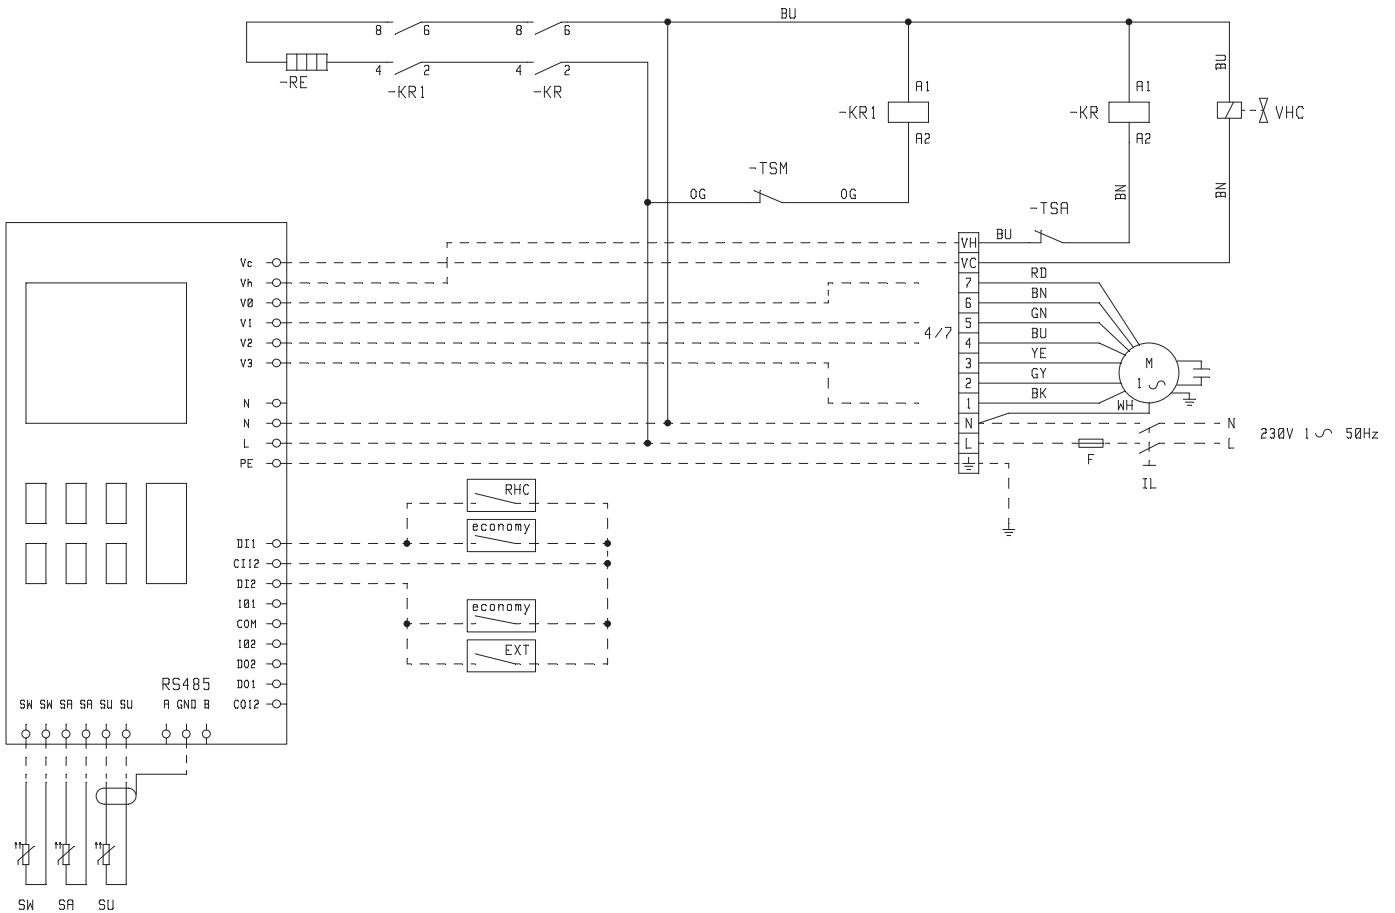 BU
8 6 8 6
4 2 4 2
-RE -KR1 -KR
BU
A1 A1
-KR1 -KR VHC
A2 A2
-TSM
OG OG
BN BN
-TSA
BU
VH
VC
7 RD
6 BN
5 GN
4 BU
3 YE
2 GY
1 BK
N WH
L
4/7
M
1
N
L
230V 1 50Hz
F
IL
Vc
Vh
V0
V1
V2
V3
N
N
L
PE
RHC
economy
economy
EXT
DI1
CI12
DI2
I01
COM
I02
DO2
DO1
CO12
RS485
SW SW SA SA SU SU A GND B
SW SA SU